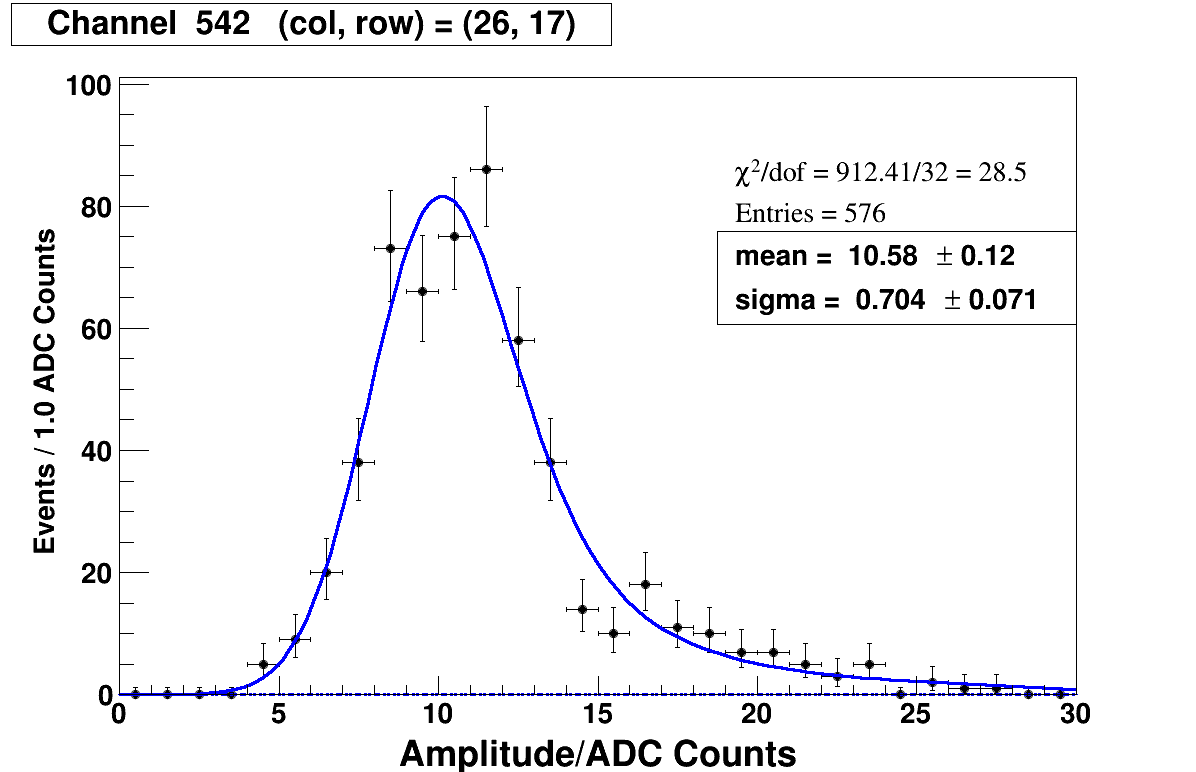 Channel 542 (col, row) = (26, 17)
100
80
60
40
20
0
Events / 1.0 ADC Counts
χ²/dof = 912.41/32 = 28.5
Entries = 576
mean = 10.58 ± 0.12
sigma = 0.704 ± 0.071
0 5 10 15 20 25 30
Amplitude/ADC Counts